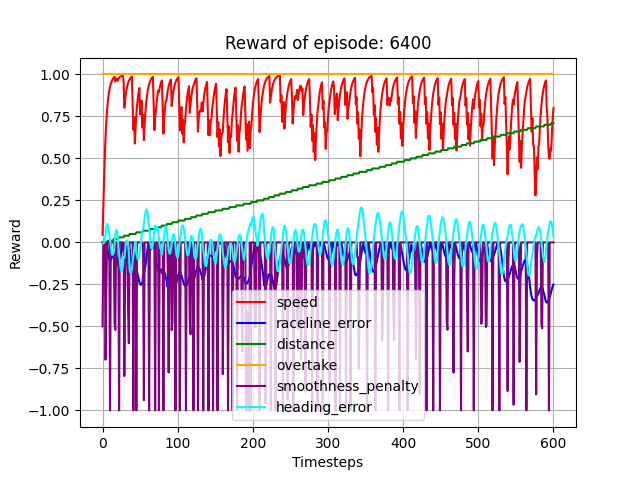 Reward of episode: 6400
1.00
0.75
0.50
0.25
0.00
−0.25
−0.50
−0.75
−1.00
Reward
speed
raceline_error
distance
overtake
smoothness_penalty
heading_error
0 100 200 300 400 500 600
Timesteps